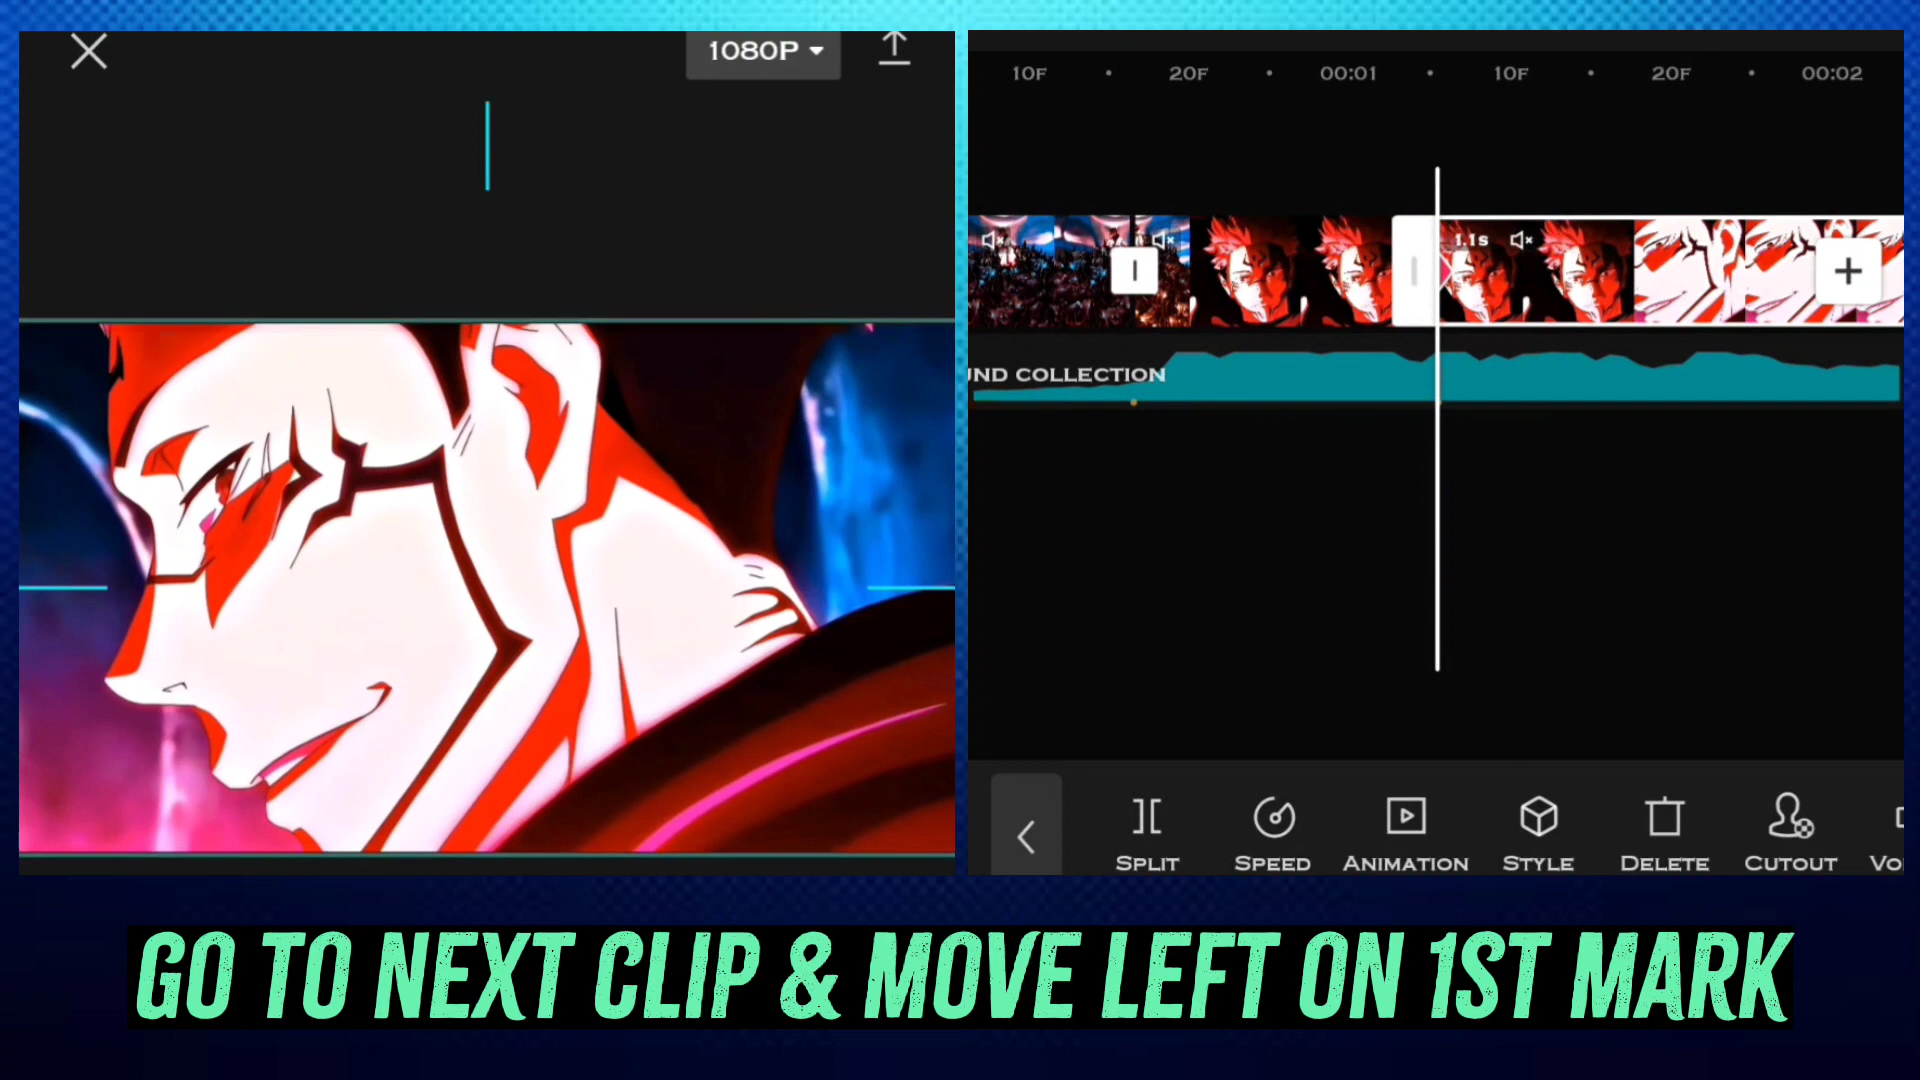 1080P
10F 20F 00:01 10F 20F 00:02
1.1s
UND COLLECTION
SPLIT SPEED ANIMATION STYLE DELETE CUTOUT
GO TO NEXT CLIP & MOVE LEFT ON 1ST MARK